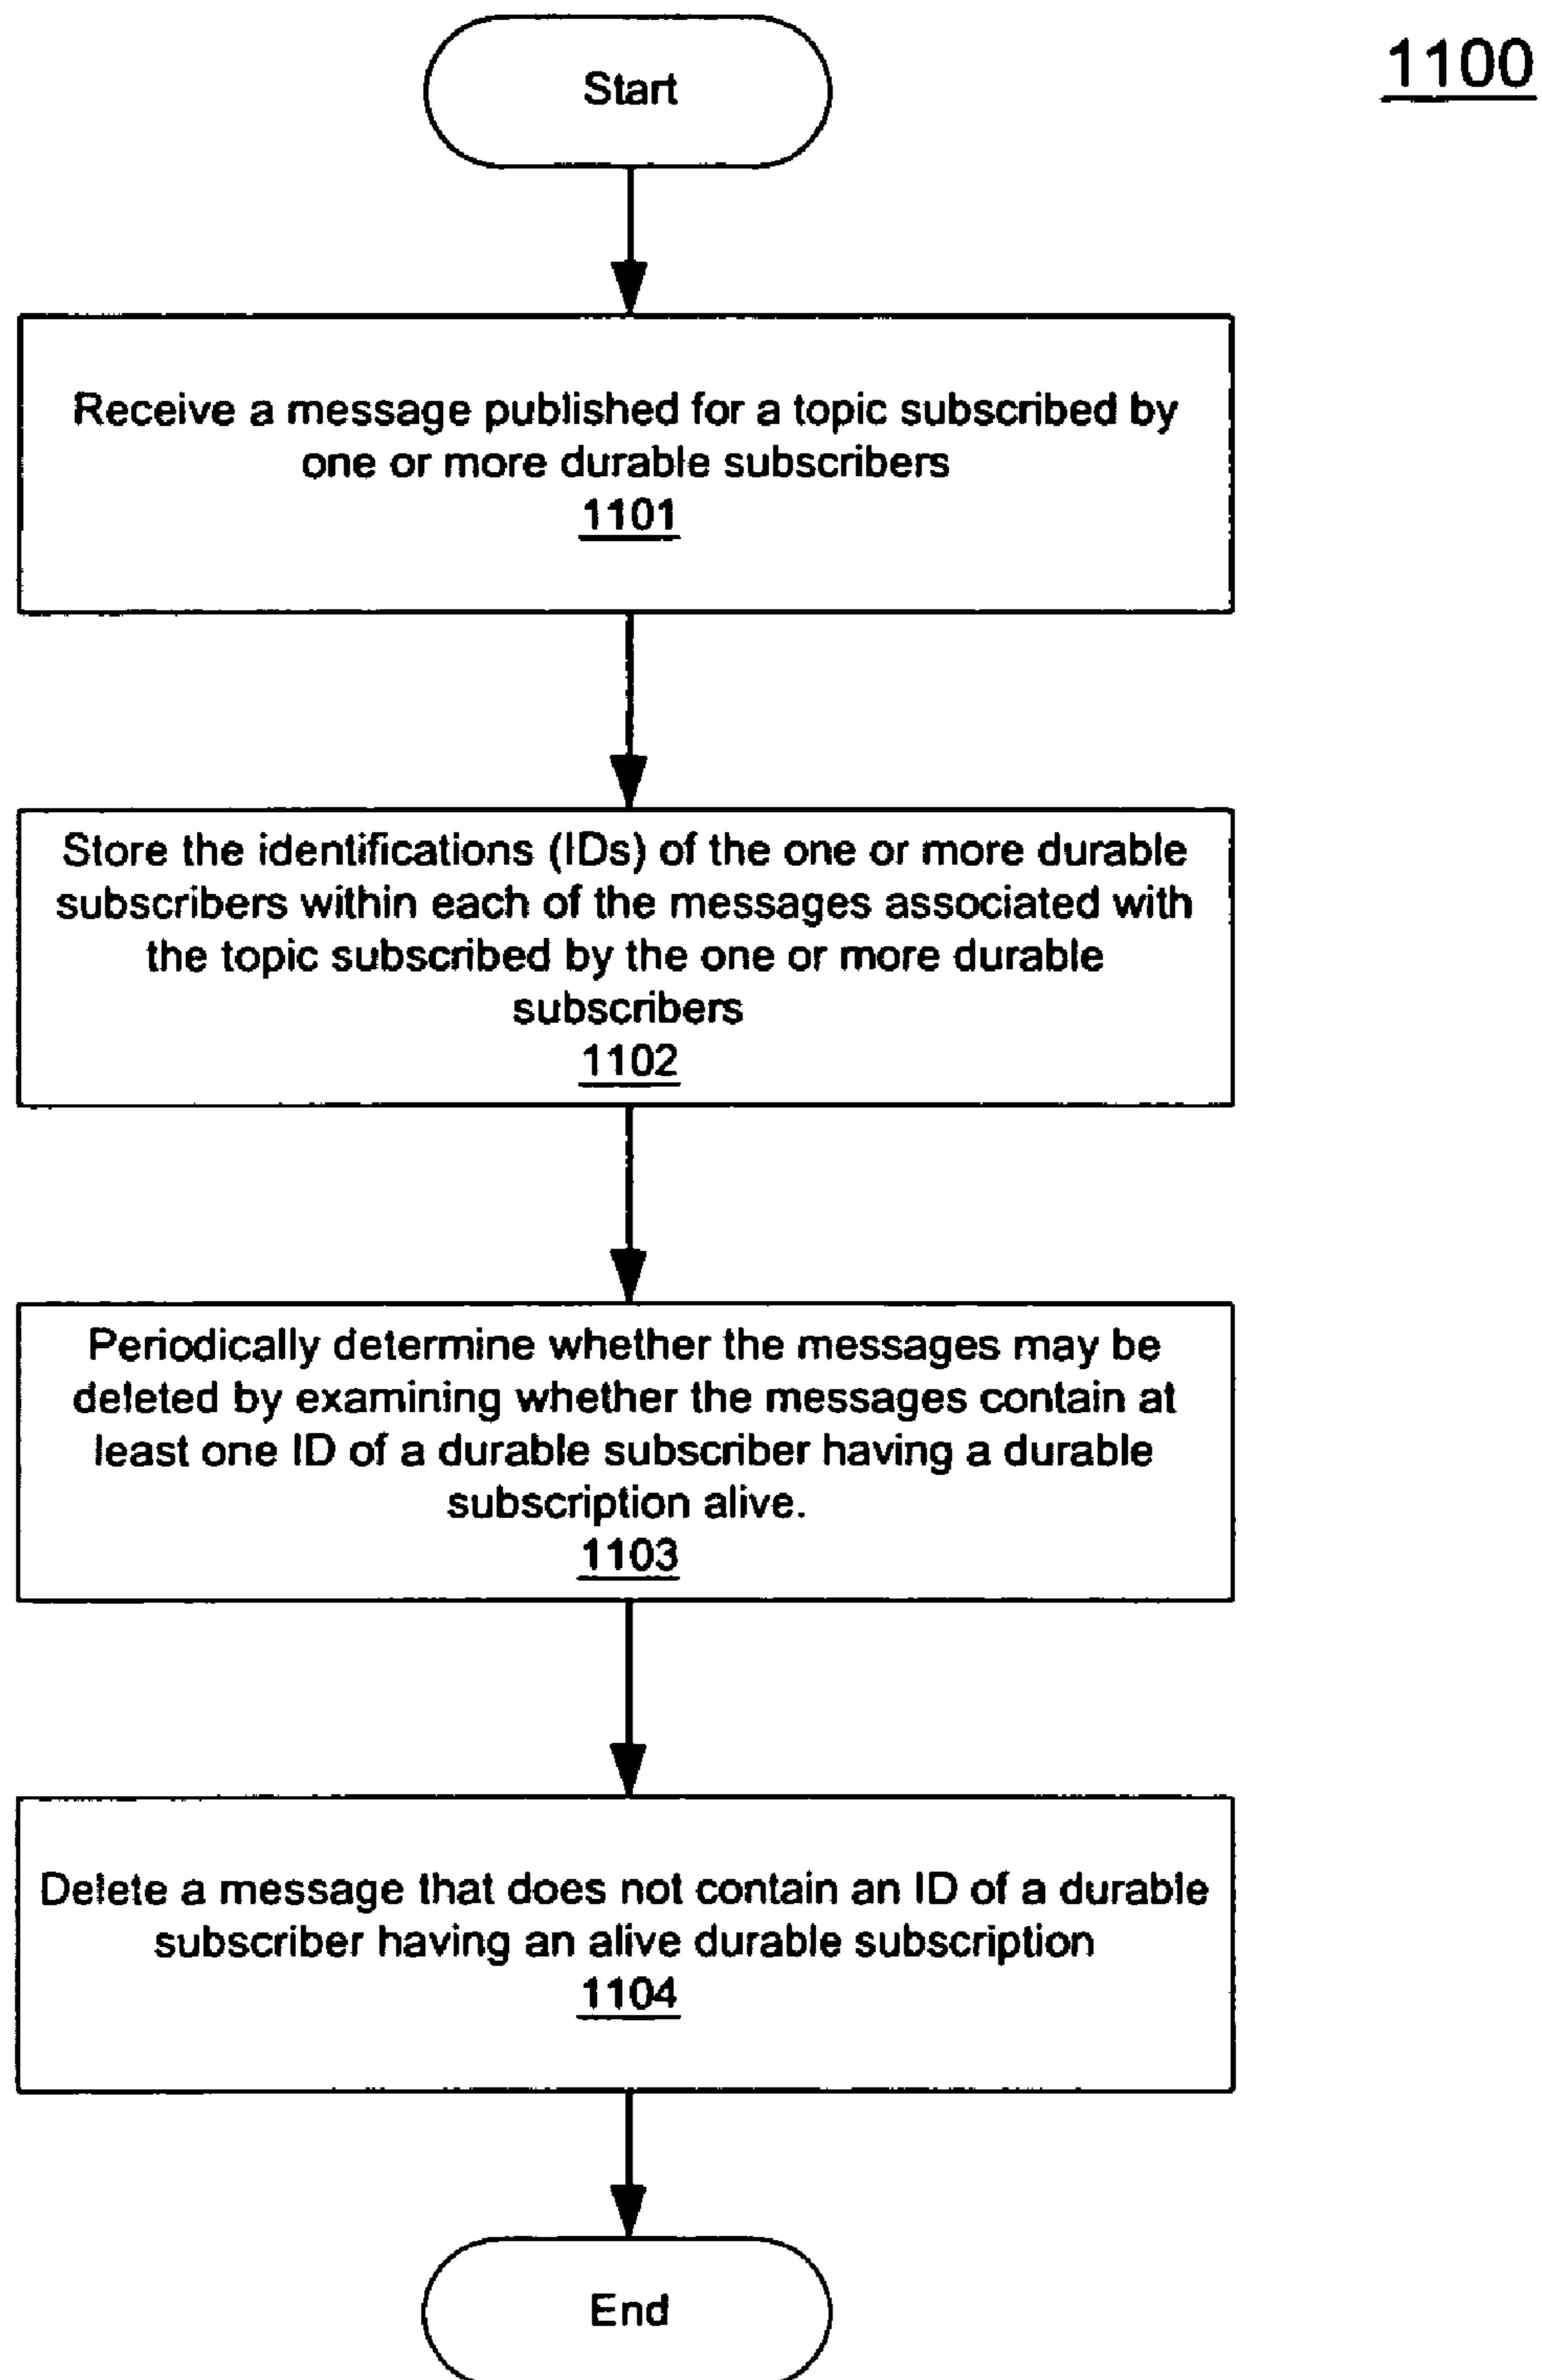 1100
Start
Receive a message published for a topic subscribed by
one or more durable subscribers
1101
Store the identifications (IDs) of the one or more durable
subscribers within each of the messages associated with
the topic subscribed by the one or more durable
subscribers
1102
Periodically determine whether the messages may be
deleted by examining whether the messages contain at
least one ID of a durable subscriber having a durable
subscription alive.
1103
Delete a message that does not contain an ID of a durable
subscriber having an alive durable subscription
1104
End